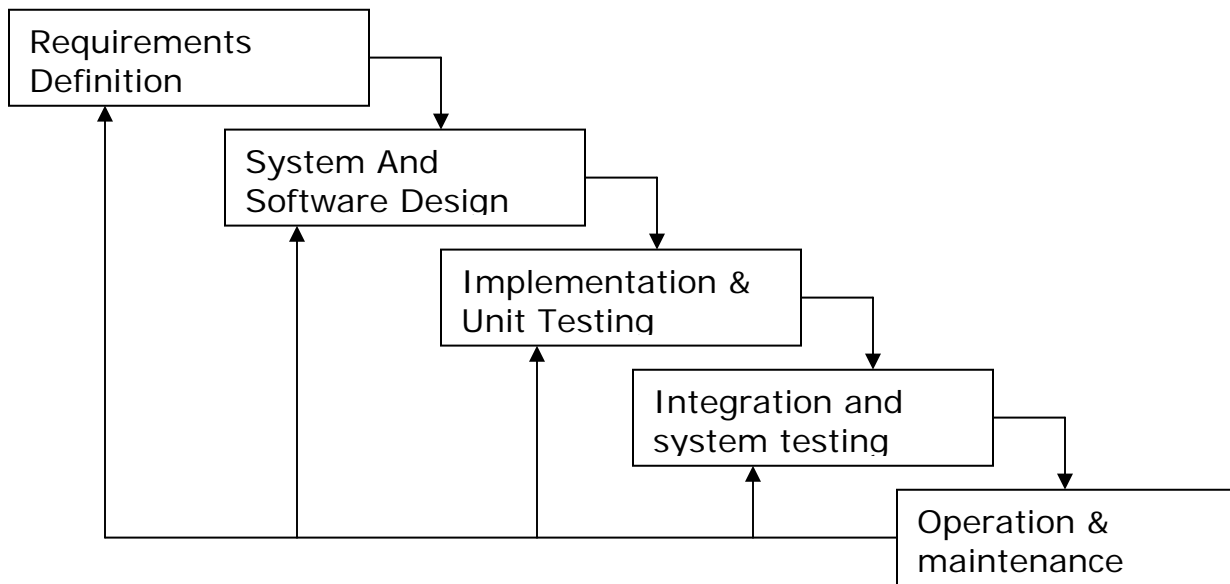 Requirements
Definition
System And
Software Design
Implementation &
Unit Testing
Integration and
system testing
Operation &
maintenance